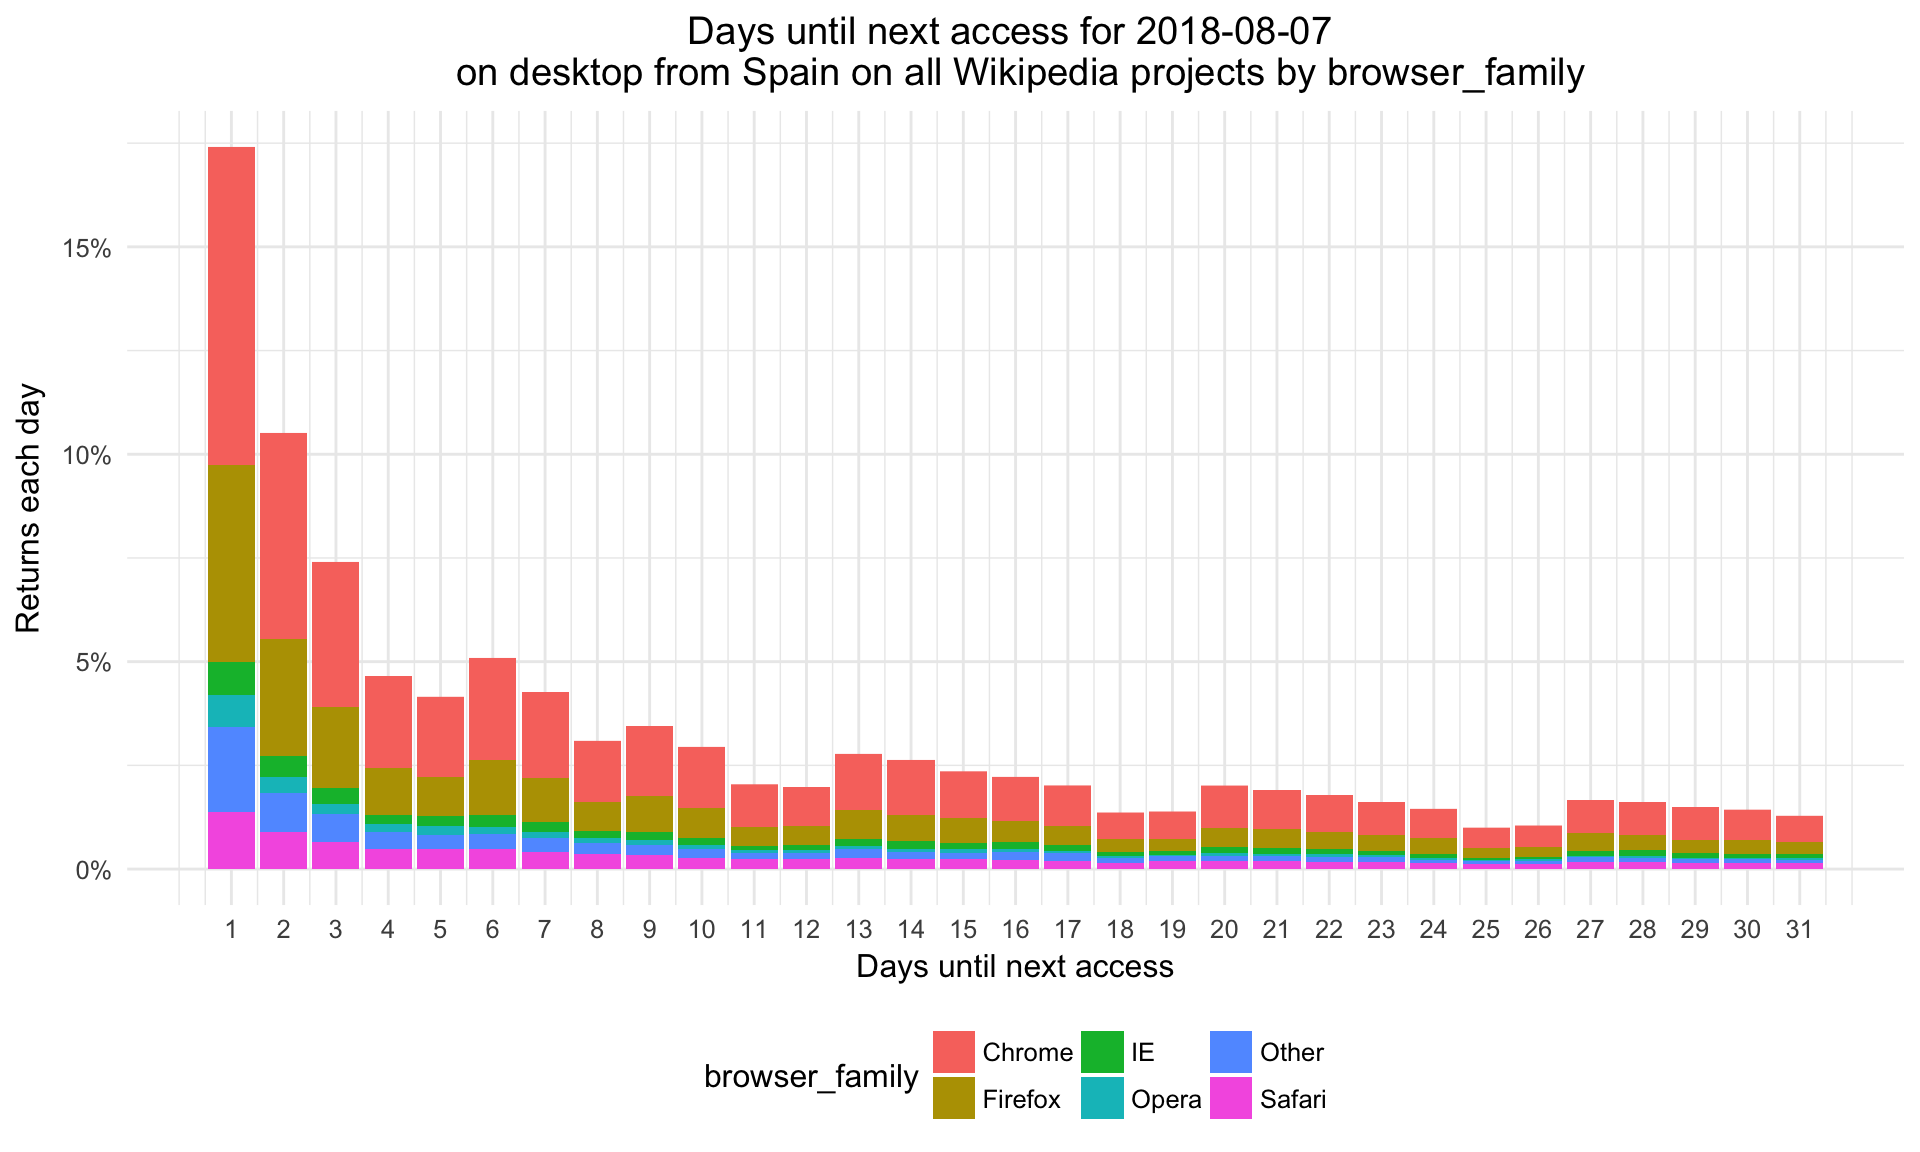 Days until next access for 2018-08-07
on desktop from Spain on all Wikipedia projects by browser_family
Returns each day
15%
10%
5%
0%
1 2 3 4 5 6 7 8 9 10 11 12 13 14 15 16 17 18 19 20 21 22 23 24 25 26 27 28 29 30 31
Days until next access
browser_family
Chrome IE Other
Firefox Opera Safari